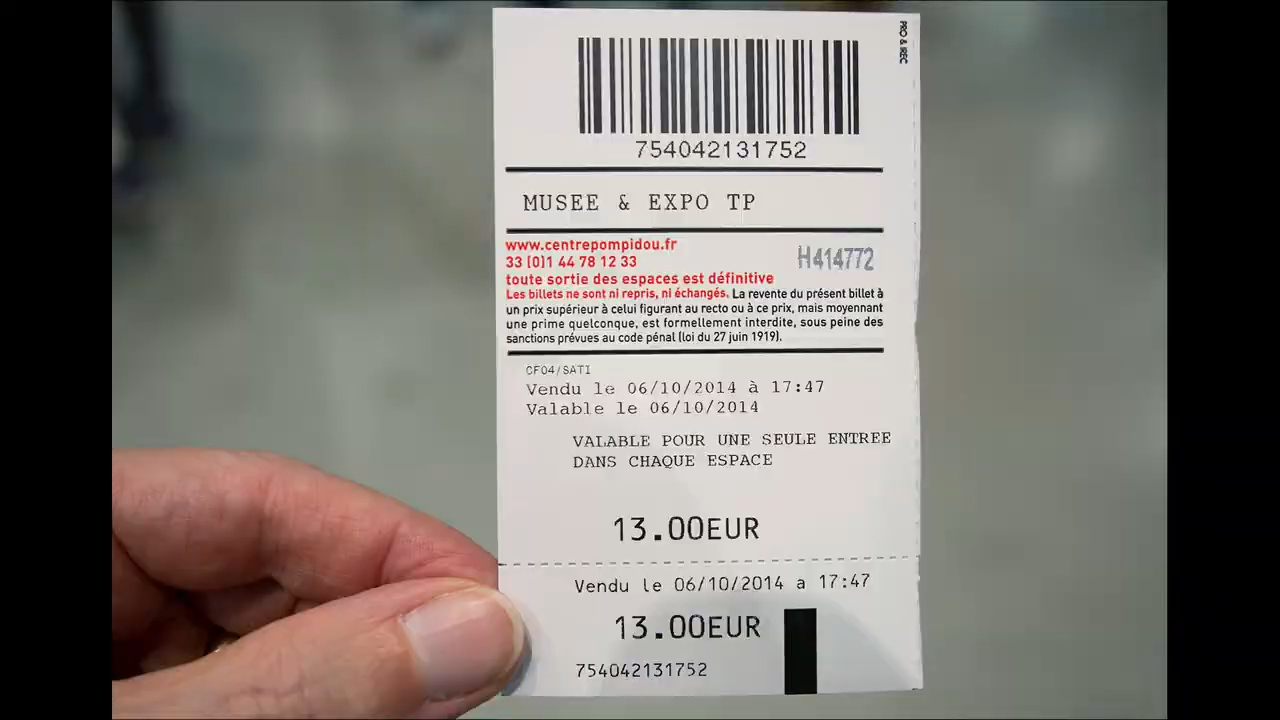 PRO & REC
754042131752
MUSEE & EXPO TP
www.centrepompidou.fr
33 (0)1 44 78 12 33
H414772
toute sortie des espaces est définitive
Les billets ne sont ni repris, ni échangés. La revente du présent billet à
un prix supérieur à celui figurant au recto ou à ce prix, mais moyennant
une prime quelconque, est formellement interdite, sous peine des
sanctions prévues au code pénal (loi du 27 juin 1919).
CF04/SATI
Vendu le 06/10/2014 à 17:47
Valable le 06/10/2014
VALABLE POUR UNE SEULE ENTREE
DANS CHAQUE ESPACE
13.00EUR
Vendu le 06/10/2014 a 17:47
13.00EUR
754042131752